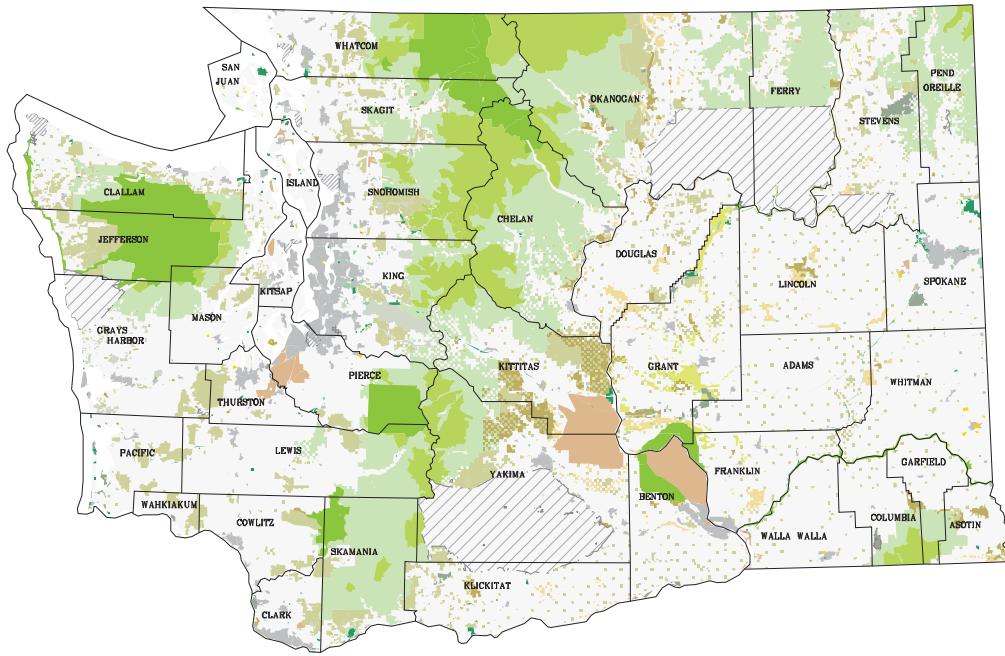 WHATCOM
SAN
JUAN
SKAGIT
OKANOGAN
FERRY
PEND
OREILLE
STEVENS
CLALLAM
ISLAND
SNOHOMISH
CHELAN
JEFFERSON
DOUGLAS
KITSAP
KING
LINCOLN
SPOKANE
MASON
GRAYS
HARBOR
PIERCE
KITTITAS
GRANT
ADAMS
WHITMAN
THURSTON
PACIFIC
LEWIS
YAKIMA
FRANKLIN
GARFIELD
BENTON
WAHKIAKUM
COWLITZ
COLUMBIA
ASOTIN
WALLA WALLA
SKAMANIA
KLICKITAT
CLARK